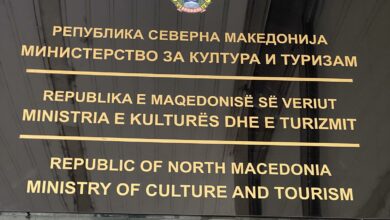 РЕПУБЛИКА СЕВЕРНА МАКЕДОНИЈА
МИНИСТЕРСТВО ЗА КУЛТУРА И ТУРИЗАМ
REPUBLIKA E MAQEDONISË SË VERIUT
MINISTRIA E KULTURËS DHE E TURIZMIT
REPUBLIC OF NORTH MACEDONIA
MINISTRY OF CULTURE AND TOURISM